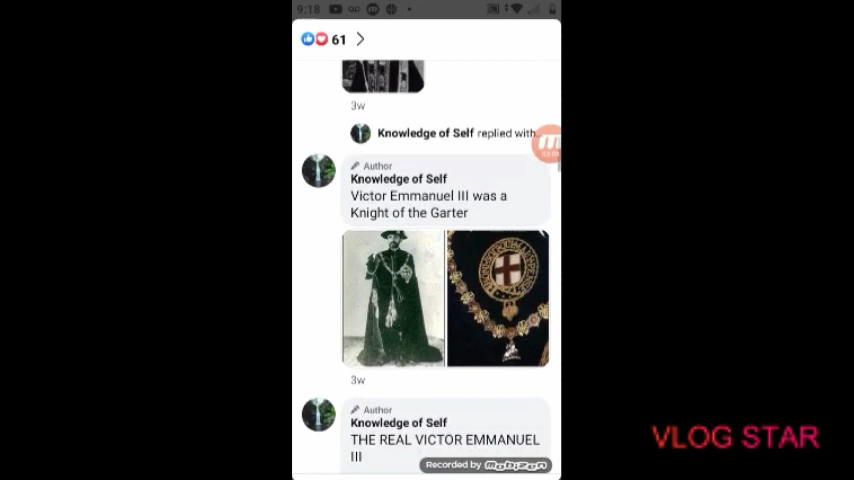 9:18
61
3w
Knowledge of Self replied with...
Author
Knowledge of Self
Victor Emmanuel III was a
Knight of the Garter
3w
Author
Knowledge of Self
THE REAL VICTOR EMMANUEL
III
Recorded by Mobizen
VLOG STAR